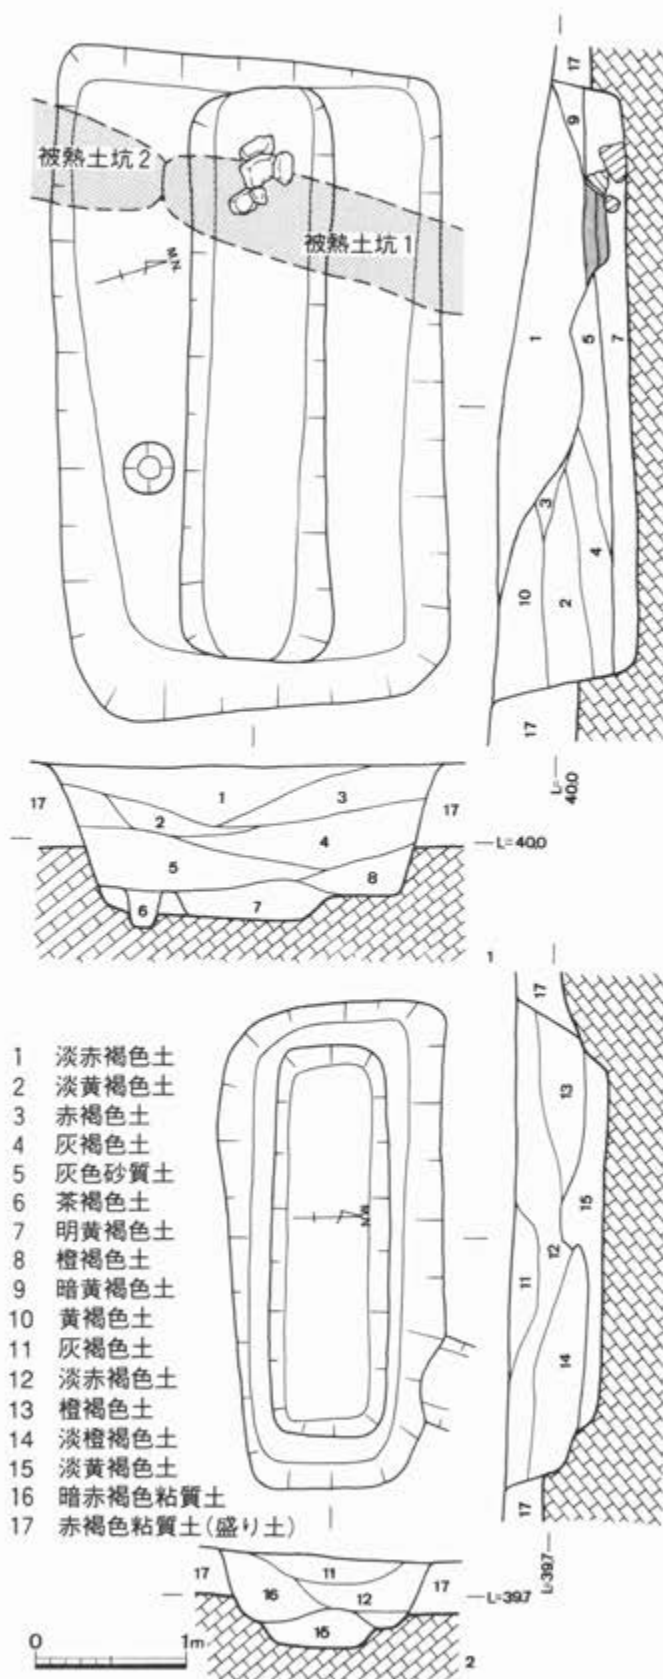 17
9
被熱土坑2
被熱土坑1
M.N.
1
5
7
3
4
10
2
17
L=40.0
17
1
3
17
2
4
L=40.0
5
8
6
7
1
17
13
15
M.N.
12
11
14
17
L=39.7
1 淡赤褐色土
2 淡黄褐色土
3 赤褐色土
4 灰褐色土
5 灰色砂質土
6 茶褐色土
7 明黄褐色土
8 橙褐色土
9 暗黄褐色土
10 黄褐色土
11 灰褐色土
12 淡赤褐色土
13 橙褐色土
14 淡橙褐色土
15 淡黄褐色土
16 暗赤褐色粘質土
17 赤褐色粘質土(盛り土)
17
11
17
16
12
L=39.7
15
2
0 1m